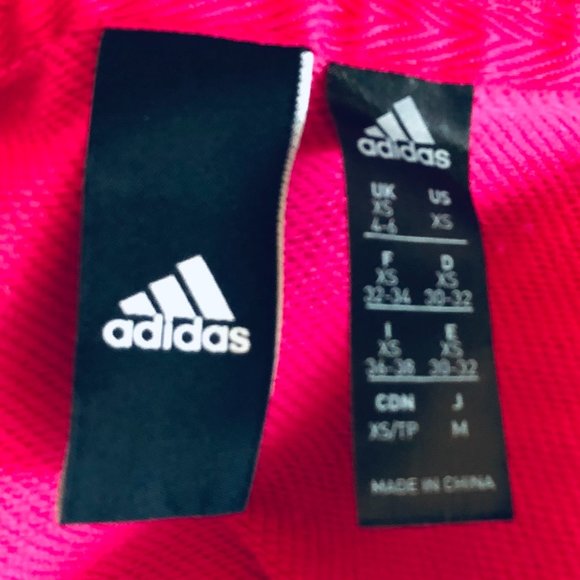 adidas
adidas
UK US
XS XS
4-6
F D
XS XS
32-34 30-32
I E
XS XS
36-38 30-32
CDN J
XS/TP M
MADE IN CHINA